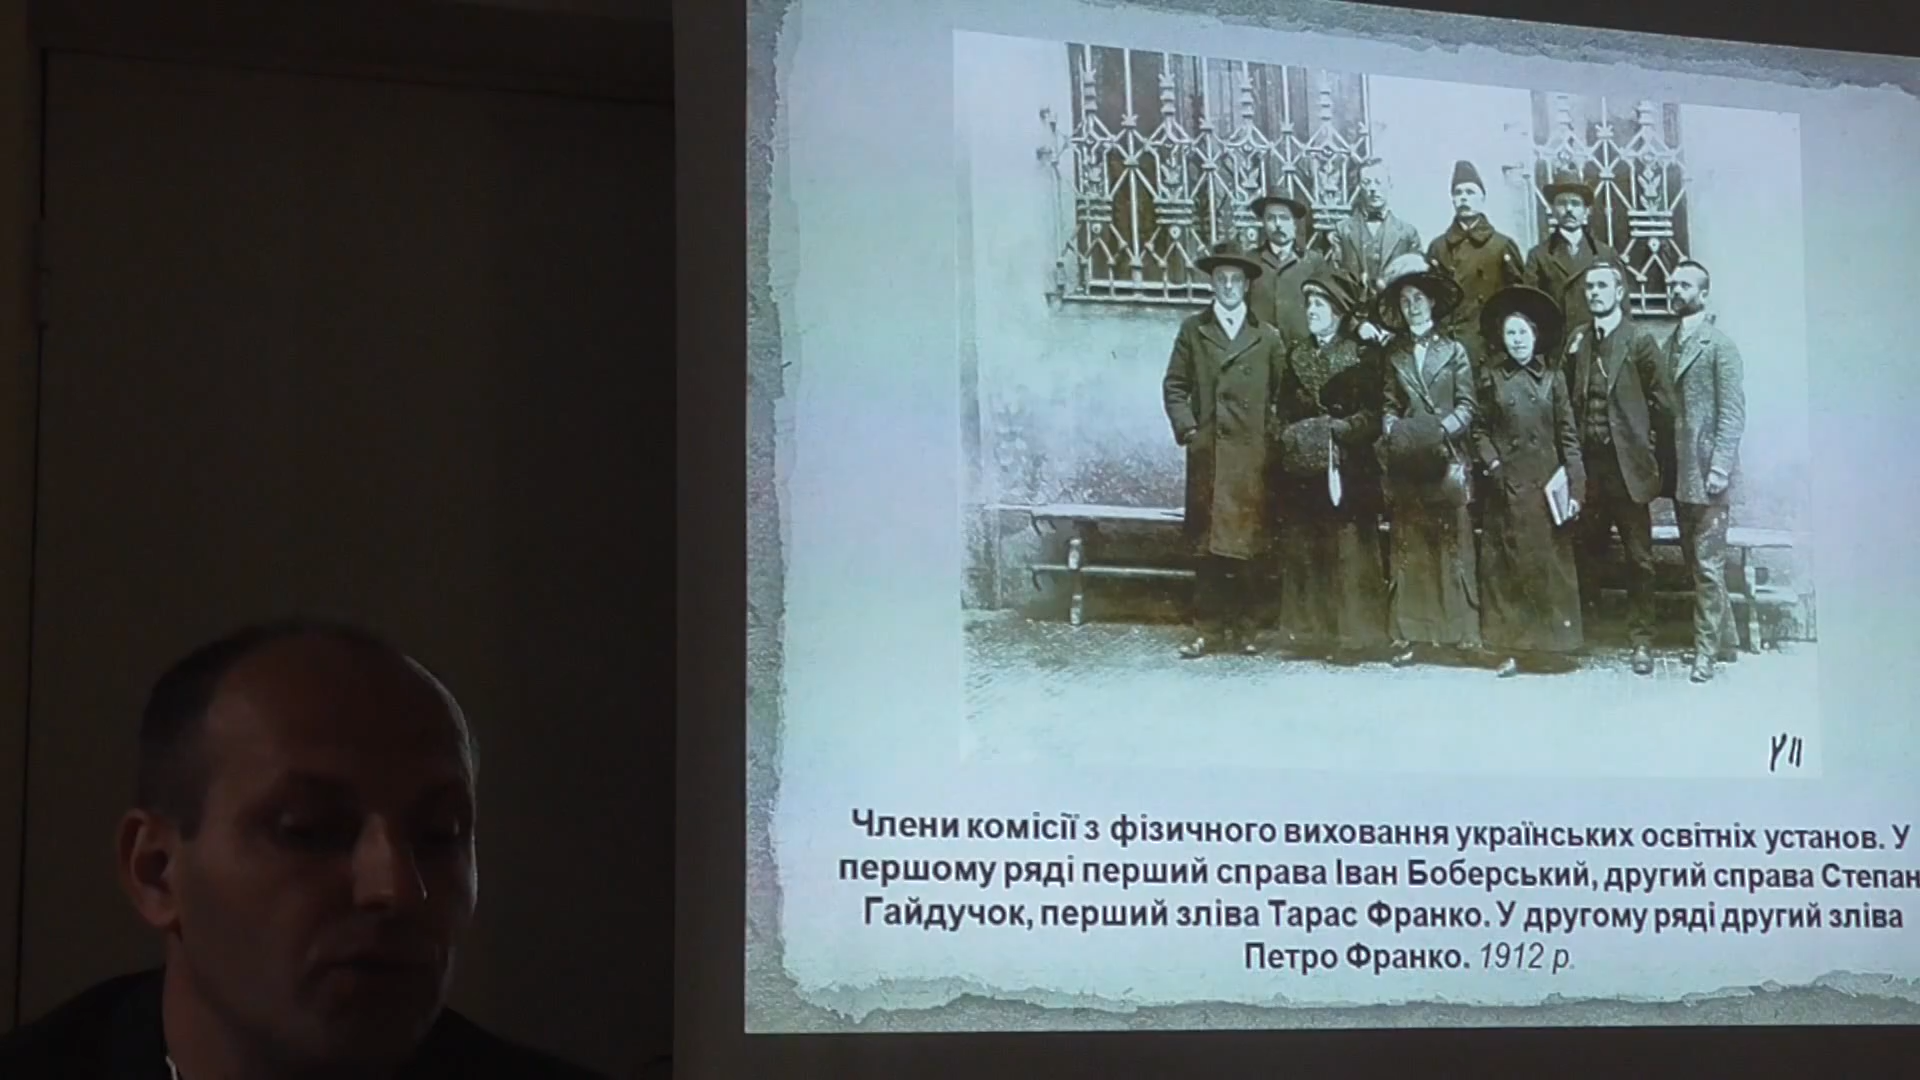 Члени комісії з фізичного виховання українських освітніх установ. У
першому ряді перший справа Іван Боберський, другий справа Степан
Гайдучок, перший зліва Тарас Франко. У другому ряді другий зліва
Петро Франко. 1912 р.